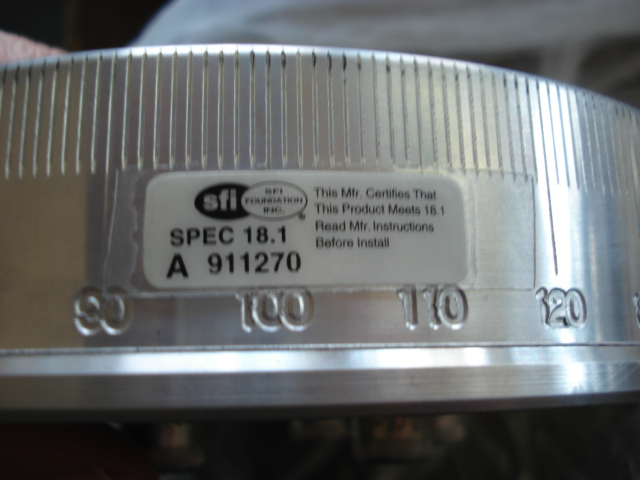 sfi
SFI
FOUNDATION
INC.
®
SPEC 18.1
A 911270
This Mfr. Certifies That
This Product Meets 18.1
Read Mfr. Instructions
Before Install
90 100 110 120